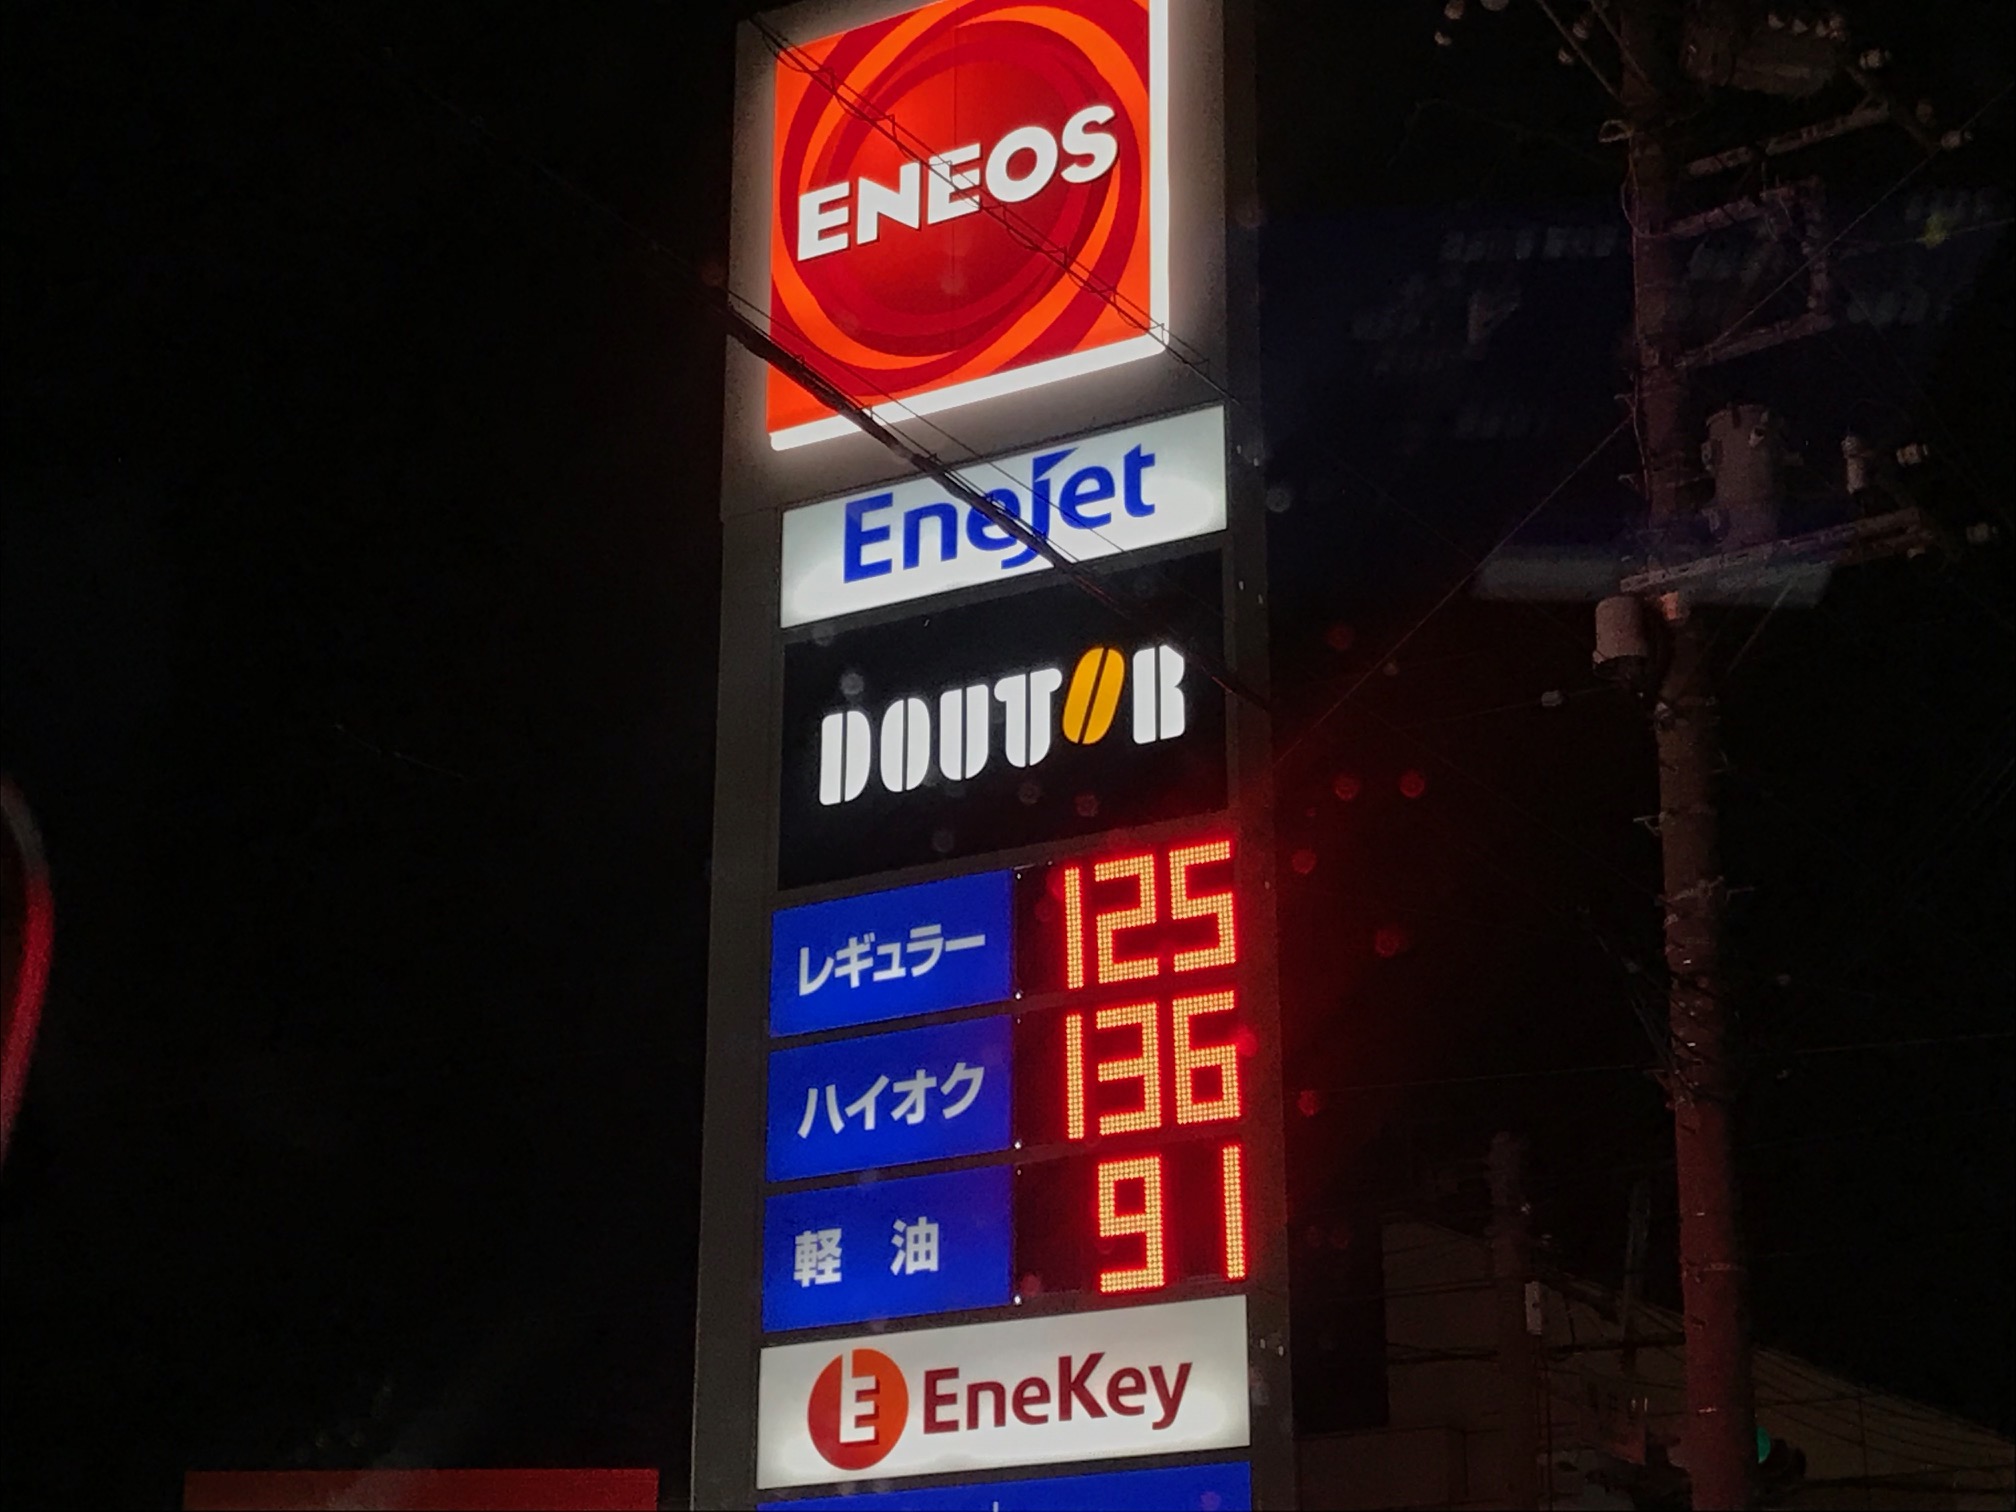 ENEOS
EneJet
DOUTOR
レギュラー 125
ハイオク 136
軽油 91
E EneKey